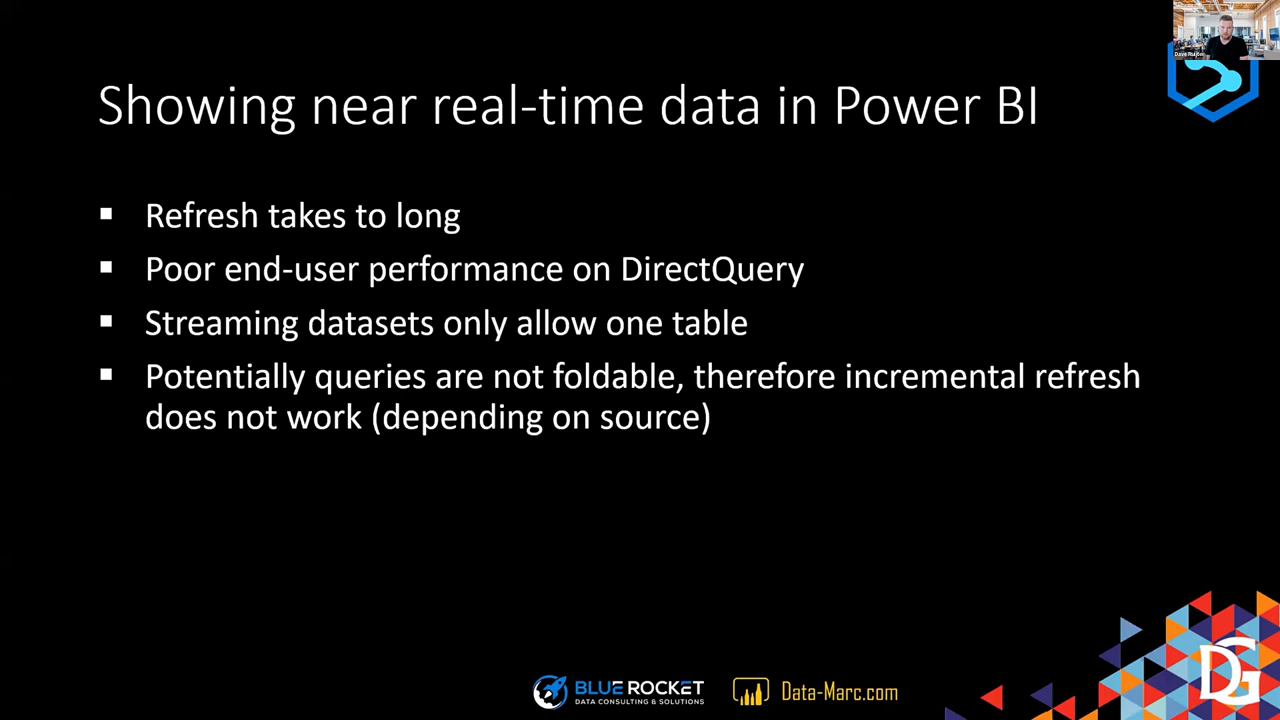 Showing near real-time data in Power BI
Refresh takes to long
Poor end-user performance on DirectQuery
Streaming datasets only allow one table
Potentially queries are not foldable, therefore incremental refresh
does not work (depending on source)
BLUE ROCKET
DATA CONSULTING & SOLUTIONS
Data-Marc.com
DG